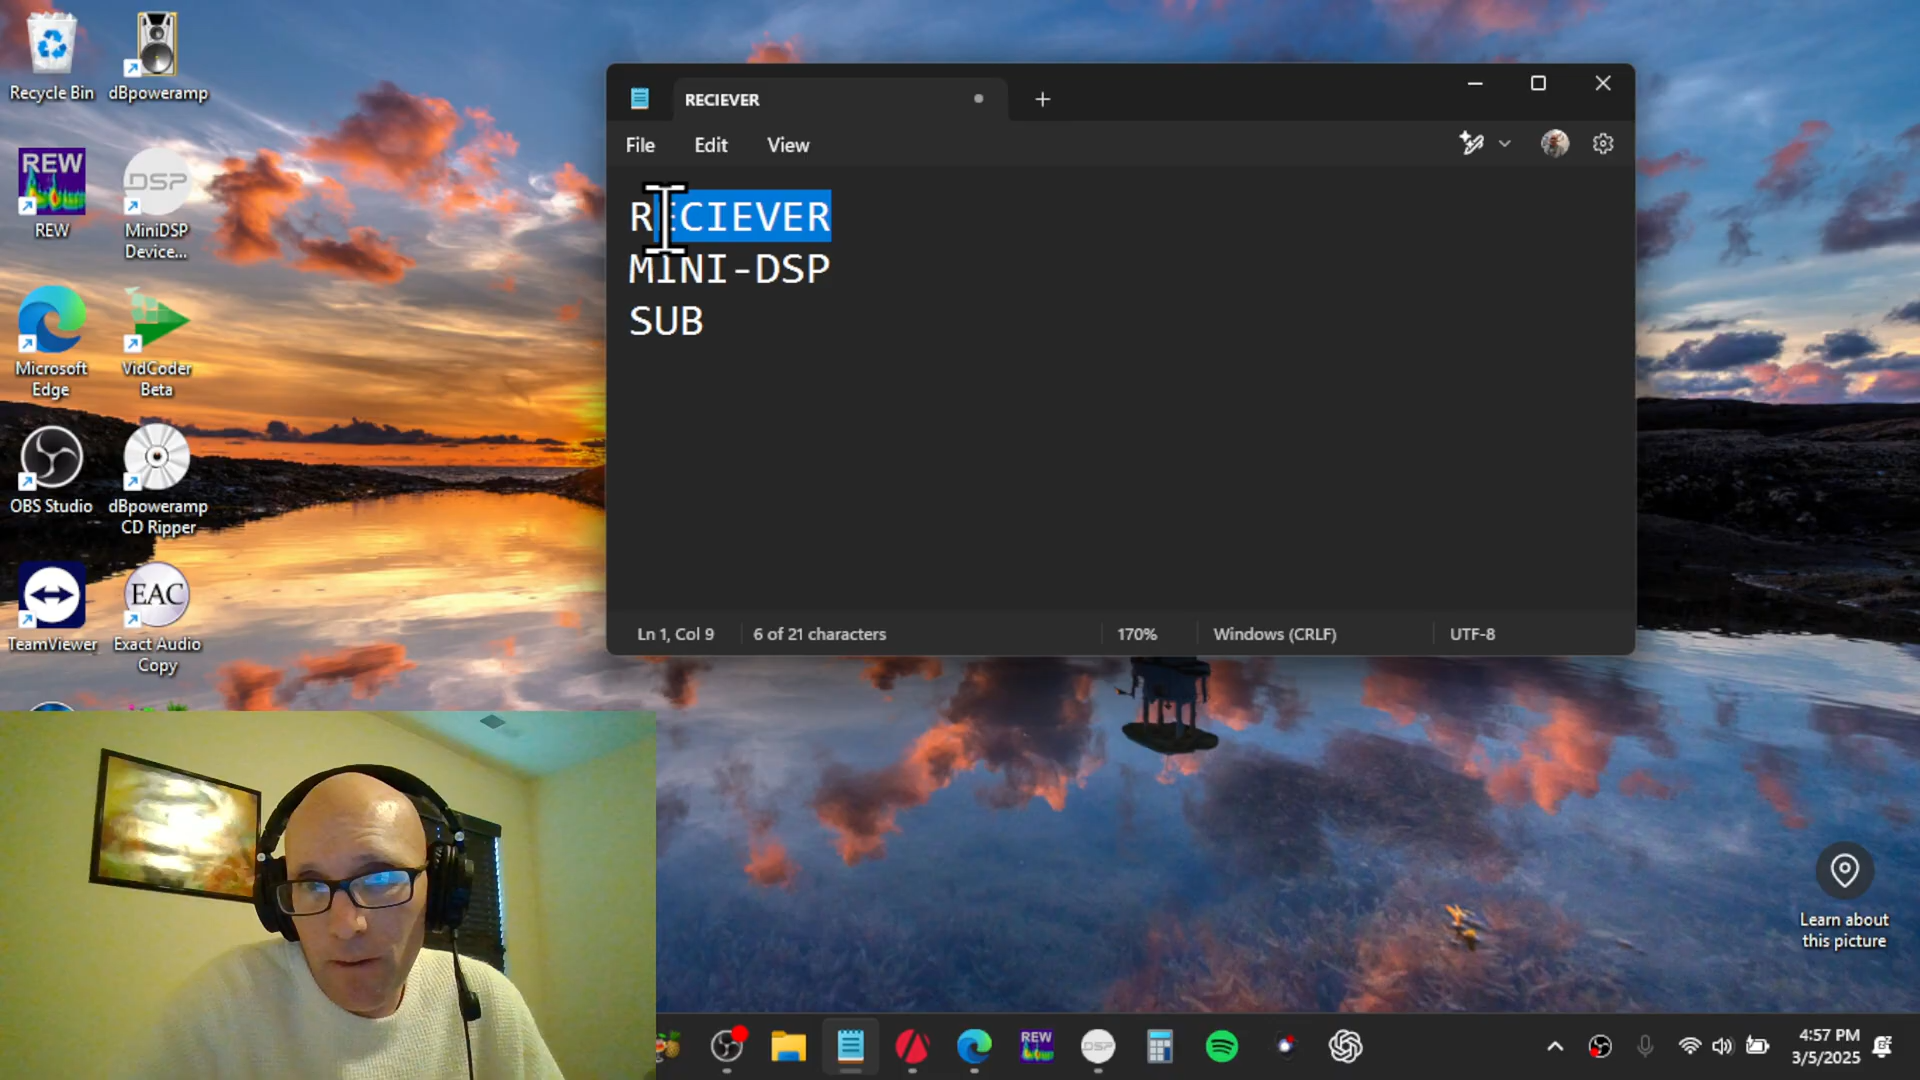 Recycle Bin
dBpoweramp
REW
REW
DSP
MiniDSP
Device...
Microsoft
Edge
VidCoder
Beta
OBS Studio
dBpoweramp
CD Ripper
TeamViewer
EAC
Exact Audio
Copy
RECIEVER
File Edit View
RECIEVER
MINI-DSP
SUB
Ln 1, Col 9 6 of 21 characters 170% Windows (CRLF) UTF-8
Learn about
this picture
REW
DSP
4:57 PM
3/5/2025